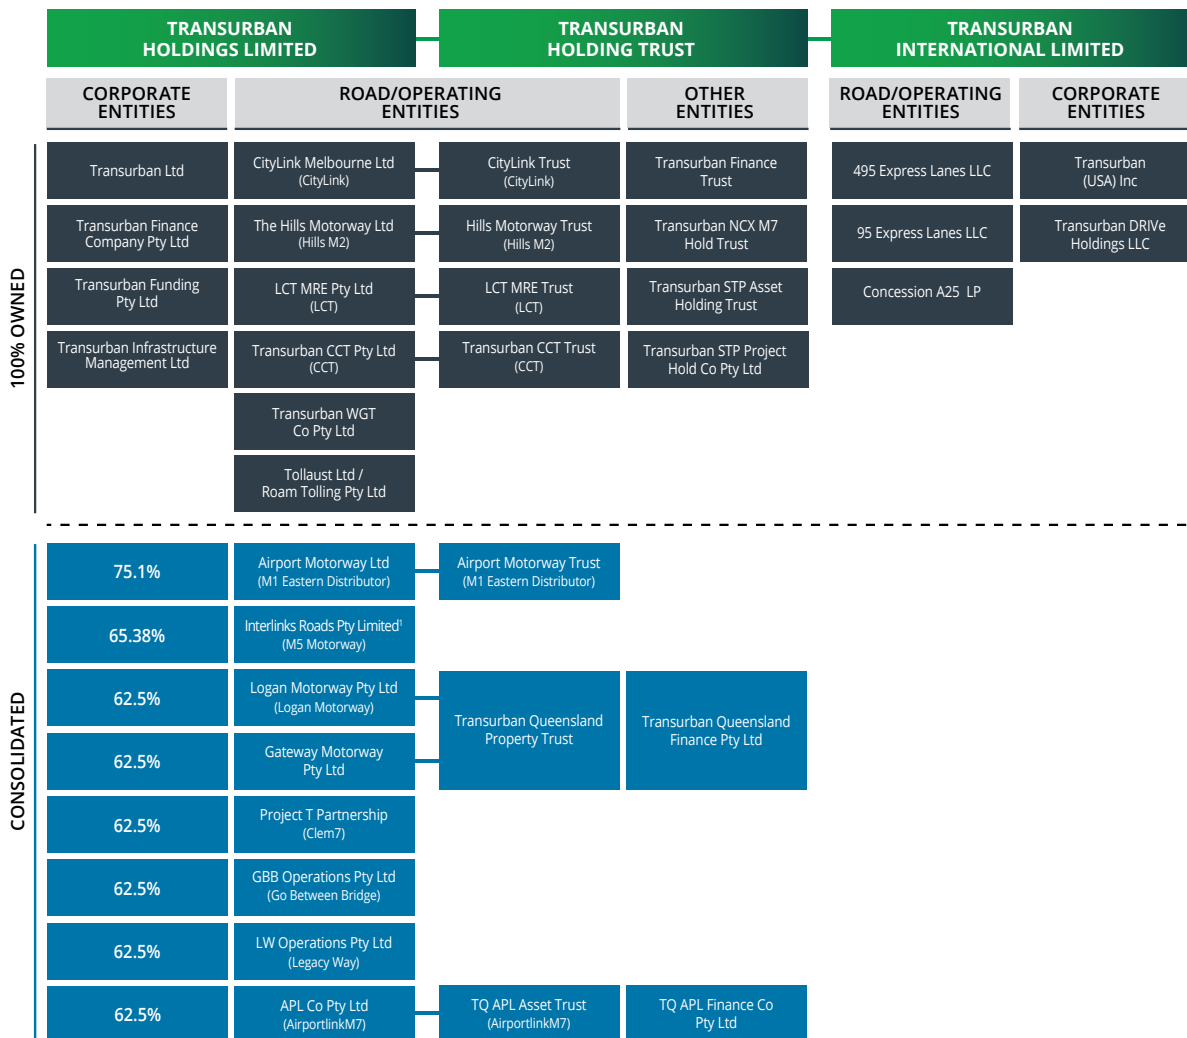 TRANSURBAN
HOLDINGS LIMITED
TRANSURBAN
HOLDING TRUST
TRANSURBAN
INTERNATIONAL LIMITED
CORPORATE
ENTITIES
ROAD/OPERATING
ENTITIES
OTHER
ENTITIES
ROAD/OPERATING
ENTITIES
CORPORATE
ENTITIES
100% OWNED
Transurban Ltd
CityLink Melbourne Ltd
(CityLink)
CityLink Trust
(CityLink)
Transurban Finance
Trust
495 Express Lanes LLC
Transurban
(USA) Inc
Transurban Finance
Company Pty Ltd
The Hills Motorway Ltd
(Hills M2)
Hills Motorway Trust
(Hills M2)
Transurban NCX M7
Hold Trust
95 Express Lanes LLC
Transurban DRIVe
Holdings LLC
Transurban Funding
Pty Ltd
LCT MRE Pty Ltd
(LCT)
LCT MRE Trust
(LCT)
Transurban STP Asset
Holding Trust
Concession A25 LP
Transurban Infrastructure
Management Ltd
Transurban CCT Pty Ltd
(CCT)
Transurban CCT Trust
(CCT)
Transurban STP Project
Hold Co Pty Ltd
Transurban WGT
Co Pty Ltd
Tollaust Ltd /
Roam Tolling Pty Ltd
CONSOLIDATED
75.1%
Airport Motorway Ltd
(M1 Eastern Distributor)
Airport Motorway Trust
(M1 Eastern Distributor)
65.38%
Interlinks Roads Pty Limited¹
(M5 Motorway)
62.5%
Logan Motorway Pty Ltd
(Logan Motorway)
Transurban Queensland
Property Trust
Transurban Queensland
Finance Pty Ltd
62.5%
Gateway Motorway
Pty Ltd
62.5%
Project T Partnership
(Clem7)
62.5%
GBB Operations Pty Ltd
(Go Between Bridge)
62.5%
LW Operations Pty Ltd
(Legacy Way)
62.5%
APL Co Pty Ltd
(AirportlinkM7)
TQ APL Asset Trust
(AirportlinkM7)
TQ APL Finance Co
Pty Ltd